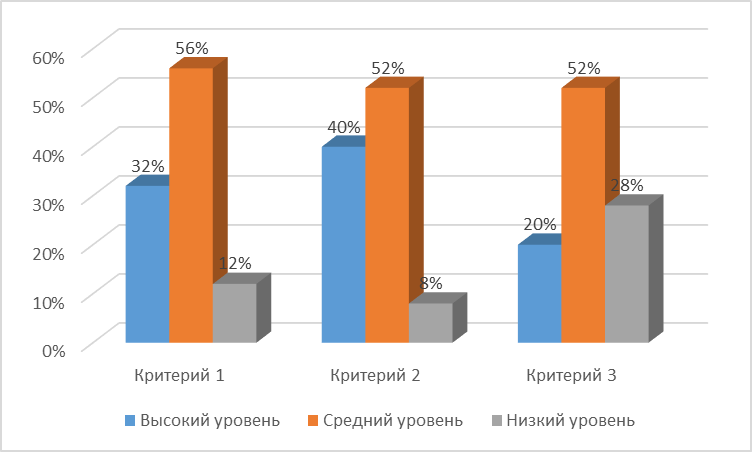 60%
50%
40%
30%
20%
10%
0%
32%
56%
12%
40%
52%
8%
20%
52%
28%
Критерий 1
Критерий 2
Критерий 3
Высокий уровень
Средний уровень
Низкий уровень